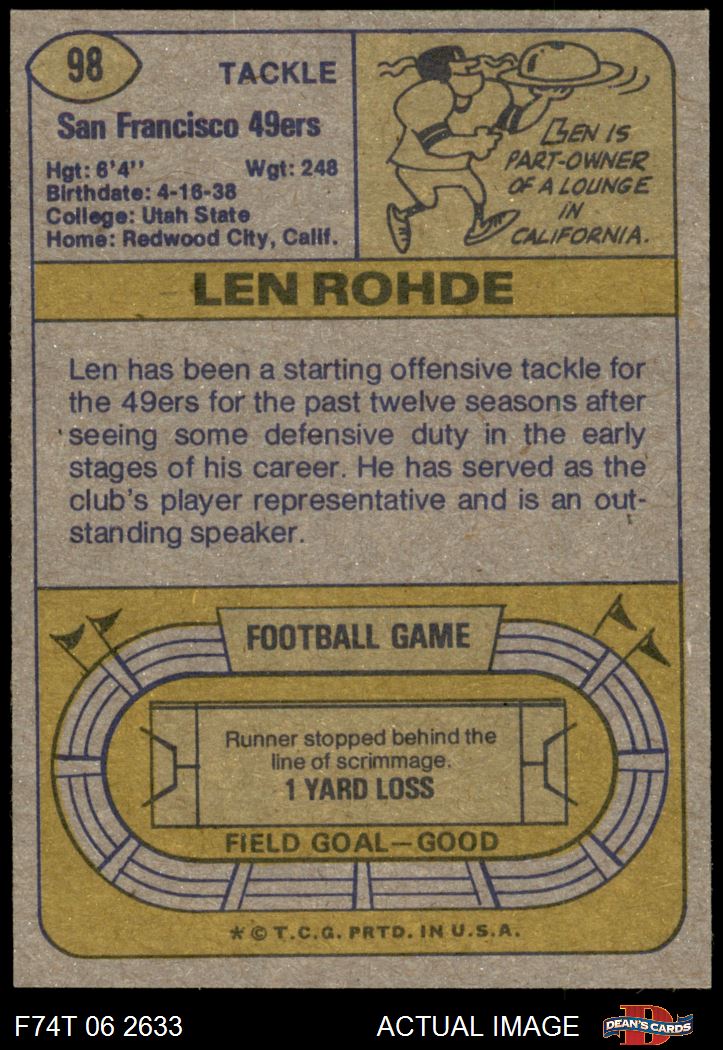 98
TACKLE
San Francisco 49ers
Hgt: 6'4" Wgt: 248
Birthdate: 4-16-38
College: Utah State
Home: Redwood City, Calif.
LEN IS
PART-OWNER
OF A LOUNGE
IN
CALIFORNIA.
LEN ROHDE
Len has been a starting offensive tackle for
the 49ers for the past twelve seasons after
seeing some defensive duty in the early
stages of his career. He has served as the
club's player representative and is an out-
standing speaker.
FOOTBALL GAME
Runner stopped behind the
line of scrimmage.
1 YARD LOSS
FIELD GOAL—GOOD
* © T.C.G. PRTD. IN U.S.A.
F74T 06 2633 ACTUAL IMAGE
D
DEAN'S CARDS